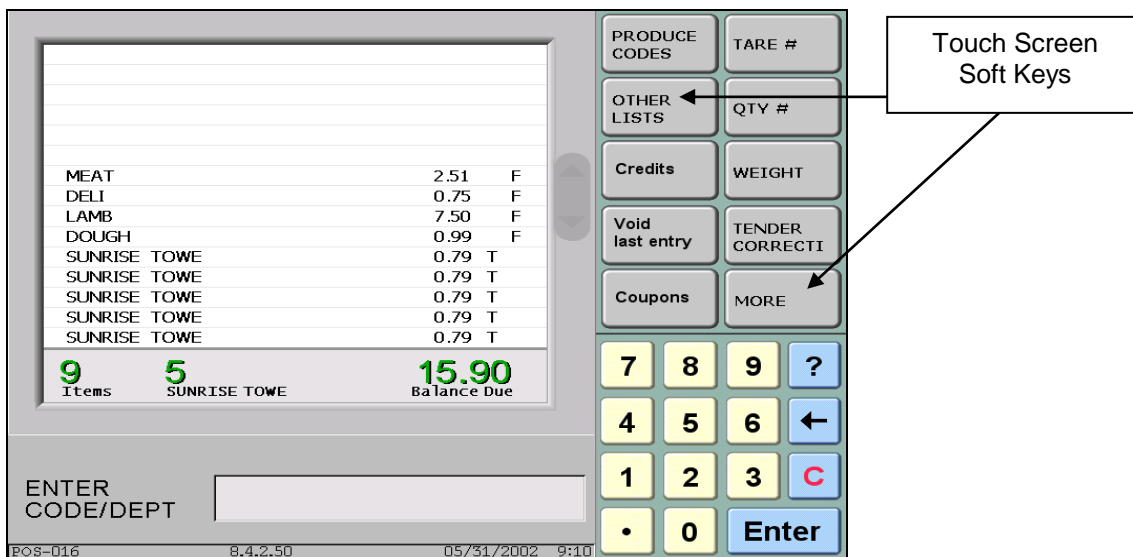 MEAT 2.51 F
DELI 0.75 F
LAMB 7.50 F
DOUGH 0.99 F
SUNRISE TOWE 0.79 T
SUNRISE TOWE 0.79 T
SUNRISE TOWE 0.79 T
SUNRISE TOWE 0.79 T
SUNRISE TOWE 0.79 T
9 5 15.90
Items SUNRISE TOWE Balance Due
ENTER
CODE/DEPT
POS-016 8.4.2.50 05/31/2002 9:10
PRODUCE
CODES
TARE #
OTHER
LISTS
QTY #
Credits
WEIGHT
Void
last entry
TENDER
CORRECTI
Coupons
MORE
7 8 9 ?
4 5 6 ←
1 2 3 C
• 0 Enter
Touch Screen
Soft Keys